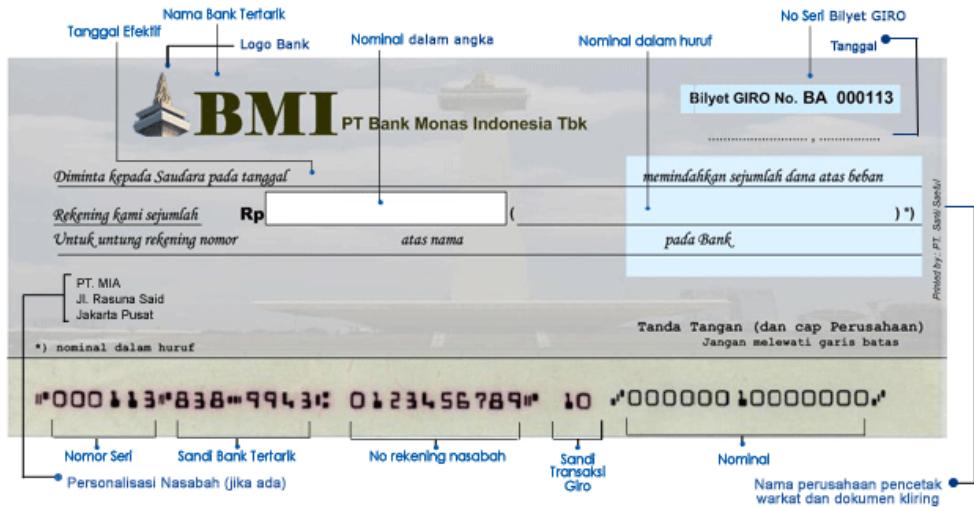 Nama Bank Tertarik
No Seri Bilyet GIRO
Tanggal Efektif
Logo Bank
Nominal dalam angka
Nominal dalam huruf
Tanggal
BMI PT Bank Monas Indonesia Tbk
Bilyet GIRO No. BA 000113
........................ , ................
Diminta kepada Saudara pada tanggal memindahkan sejumlah dana atas beban
Rekening kami sejumlah Rp ( ) *)
Untuk untung rekening nomor atas nama pada Bank
Printed by : PT. Santi Saelul
PT. MIA
Jl. Rasuna Said
Jakarta Pusat
Tanda Tangan (dan cap Perusahaan)
Jangan melewati garis batas
*) nominal dalam huruf
⑈000113⑈838⑉9943⑆ 0123456789⑈ 10 ⑇00000010000000⑇
Nomor Seri
Sandi Bank Tertarik
No rekening nasabah
Sandi
Transaksi
Giro
Nominal
Personalisasi Nasabah (jika ada)
Nama perusahaan pencetak
warkat dan dokumen kliring